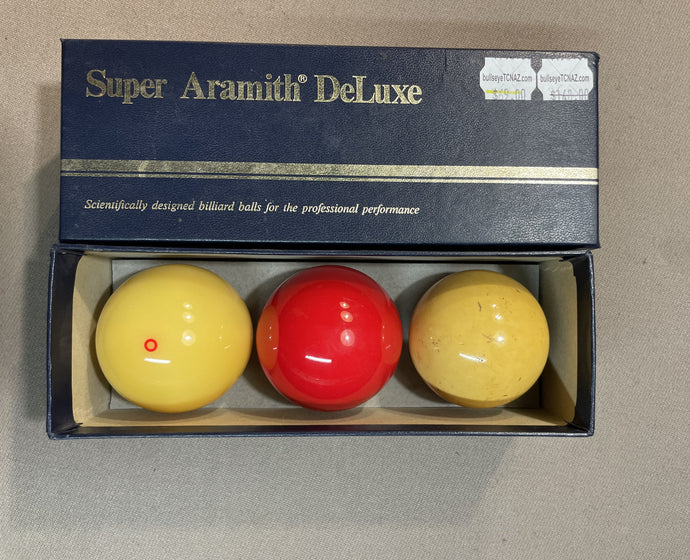 Super Aramith® DeLuxe
bullseyeTCNAZ.com
bullseyeTCNAZ.com
Scientifically designed billiard balls for the professional performance